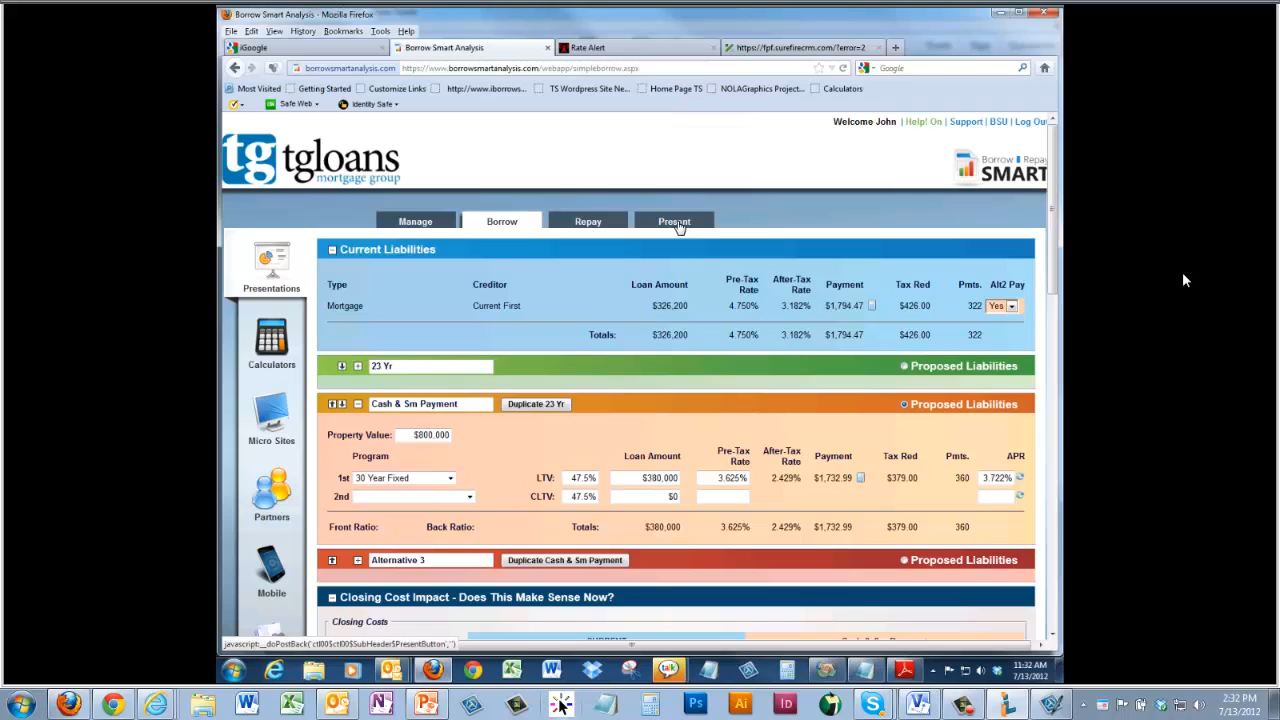 Borrow Smart Analysis - Mozilla Firefox
File Edit View History Bookmarks Tools Help
iGoogle × Borrow Smart Analysis × Rate Alert × https://fpf.surefirecrm.com/?error=2 × +
borrowsmartanalysis.com https://www.borrowsmartanalysis.com/webapp/simpleborrow.aspx Google
Most Visited Getting Started Customize Links http://www.iborrows... TS Wordpress Site Ne... Home Page TS NOLAGraphics Project... Calculators
Safe Web Identity Safe
Welcome John | Help! On | Support | BSU | Log Ou
tg tgloans
mortgage group
Borrow Repay
SMART
Manage Borrow Repay Present
Presentations
Calculators
Micro Sites
Partners
Mobile
Current Liabilities
Type Creditor Loan Amount Pre-Tax Rate After-Tax Rate Payment Tax Red Pmts. Alt2 Pay
Mortgage Current First $326,200 4.750% 3.182% $1,794.47 $426.00 322 Yes
Totals: $326,200 4.750% 3.182% $1,794.47 $426.00 322
23 Yr Proposed Liabilities
Cash & Sm Payment Duplicate 23 Yr Proposed Liabilities
Property Value: $800,000
Program Loan Amount Pre-Tax Rate After-Tax Rate Payment Tax Red Pmts. APR
1st 30 Year Fixed LTV: 47.5% $380,000 3.625% 2.429% $1,732.99 $379.00 360 3.722%
2nd CLTV: 47.5% $0
Front Ratio: Back Ratio: Totals: $380,000 3.625% 2.429% $1,732.99 $379.00 360
Alternative 3 Duplicate Cash & Sm Payment Proposed Liabilities
Closing Cost Impact - Does This Make Sense Now?
Closing Costs
javascript:__doPostBack('ctl00$ctl00$SubHeader$PresentButton','')
talk
11:32 AM
7/13/2012
2:32 PM
7/13/2012